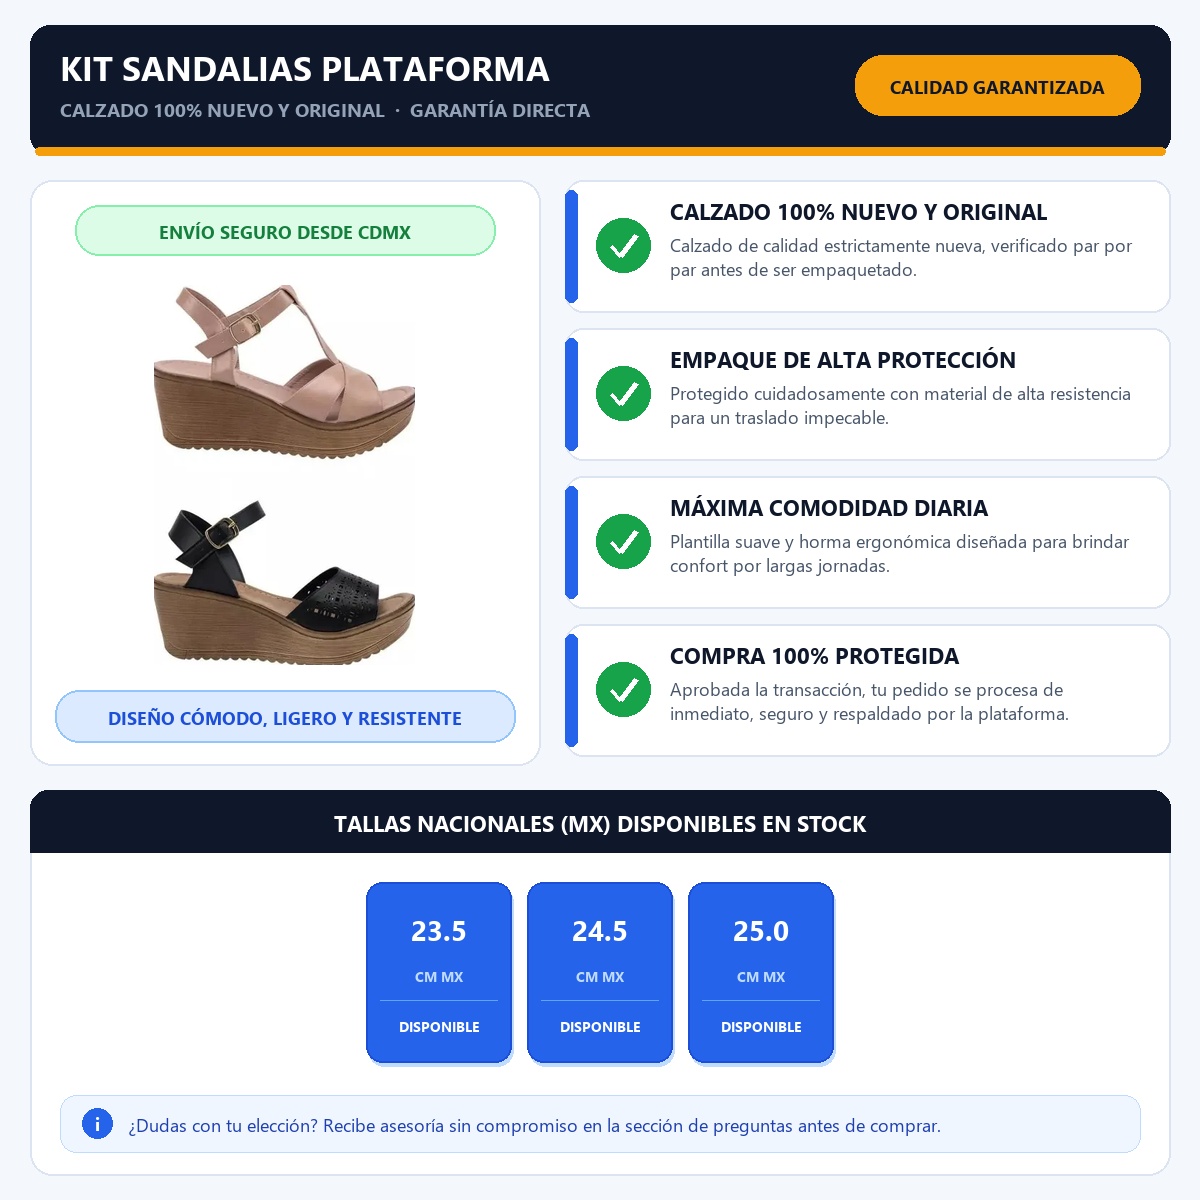 KIT SANDALIAS PLATAFORMA
CALZADO 100% NUEVO Y ORIGINAL · GARANTÍA DIRECTA
CALIDAD GARANTIZADA
ENVÍO SEGURO DESDE CDMX
DISEÑO CÓMODO, LIGERO Y RESISTENTE
CALZADO 100% NUEVO Y ORIGINAL
Calzado de calidad estrictamente nueva, verificado par por
par antes de ser empaquetado.
EMPAQUE DE ALTA PROTECCIÓN
Protegido cuidadosamente con material de alta resistencia
para un traslado impecable.
MÁXIMA COMODIDAD DIARIA
Plantilla suave y horma ergonómica diseñada para brindar
confort por largas jornadas.
COMPRA 100% PROTEGIDA
Aprobada la transacción, tu pedido se procesa de
inmediato, seguro y respaldado por la plataforma.
TALLAS NACIONALES (MX) DISPONIBLES EN STOCK
23.5
CM MX
DISPONIBLE
24.5
CM MX
DISPONIBLE
25.0
CM MX
DISPONIBLE
¿Dudas con tu elección? Recibe asesoría sin compromiso en la sección de preguntas antes de comprar.